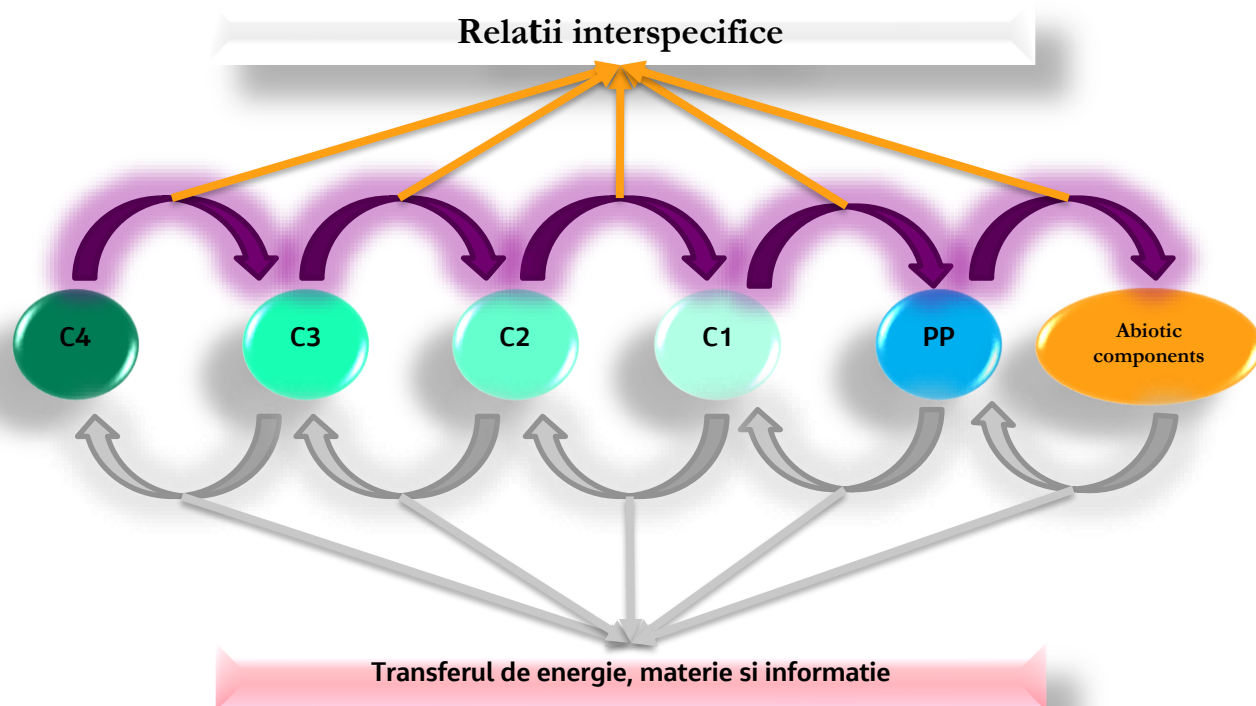 Relatii interspecifice
C4
C3
C2
C1
PP
Abiotic
components
Transferul de energie, materie si informatie